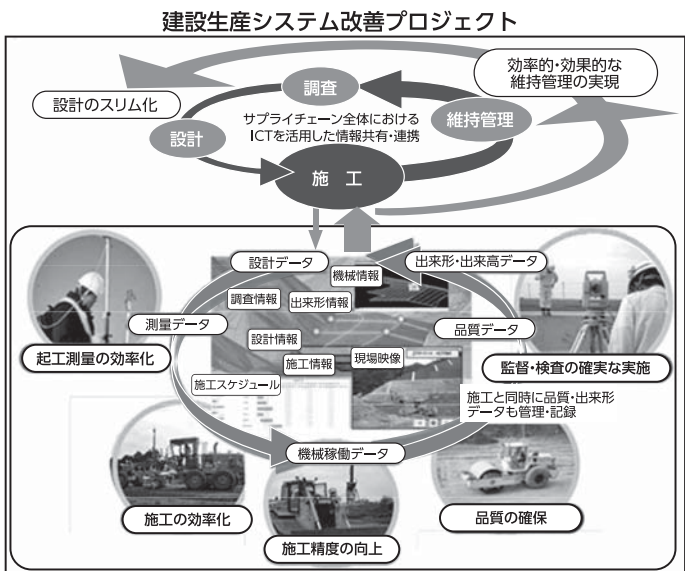 建設生産システム改善プロジェクト
調査
効率的・効果的な
維持管理の実現
設計のスリム化
サプライチェーン全体における
ICTを活用した情報共有・連携
維持管理
設計
施 工
設計データ
出来形・出来高データ
機械情報
調査情報
出来形情報
測量データ
品質データ
設計情報
起工測量の効率化
現場映像
施工情報
監督・検査の確実な実施
施工スケジュール
施工と同時に品質・出来形
データも管理・記録
機械稼働データ
施工の効率化
品質の確保
施工精度の向上